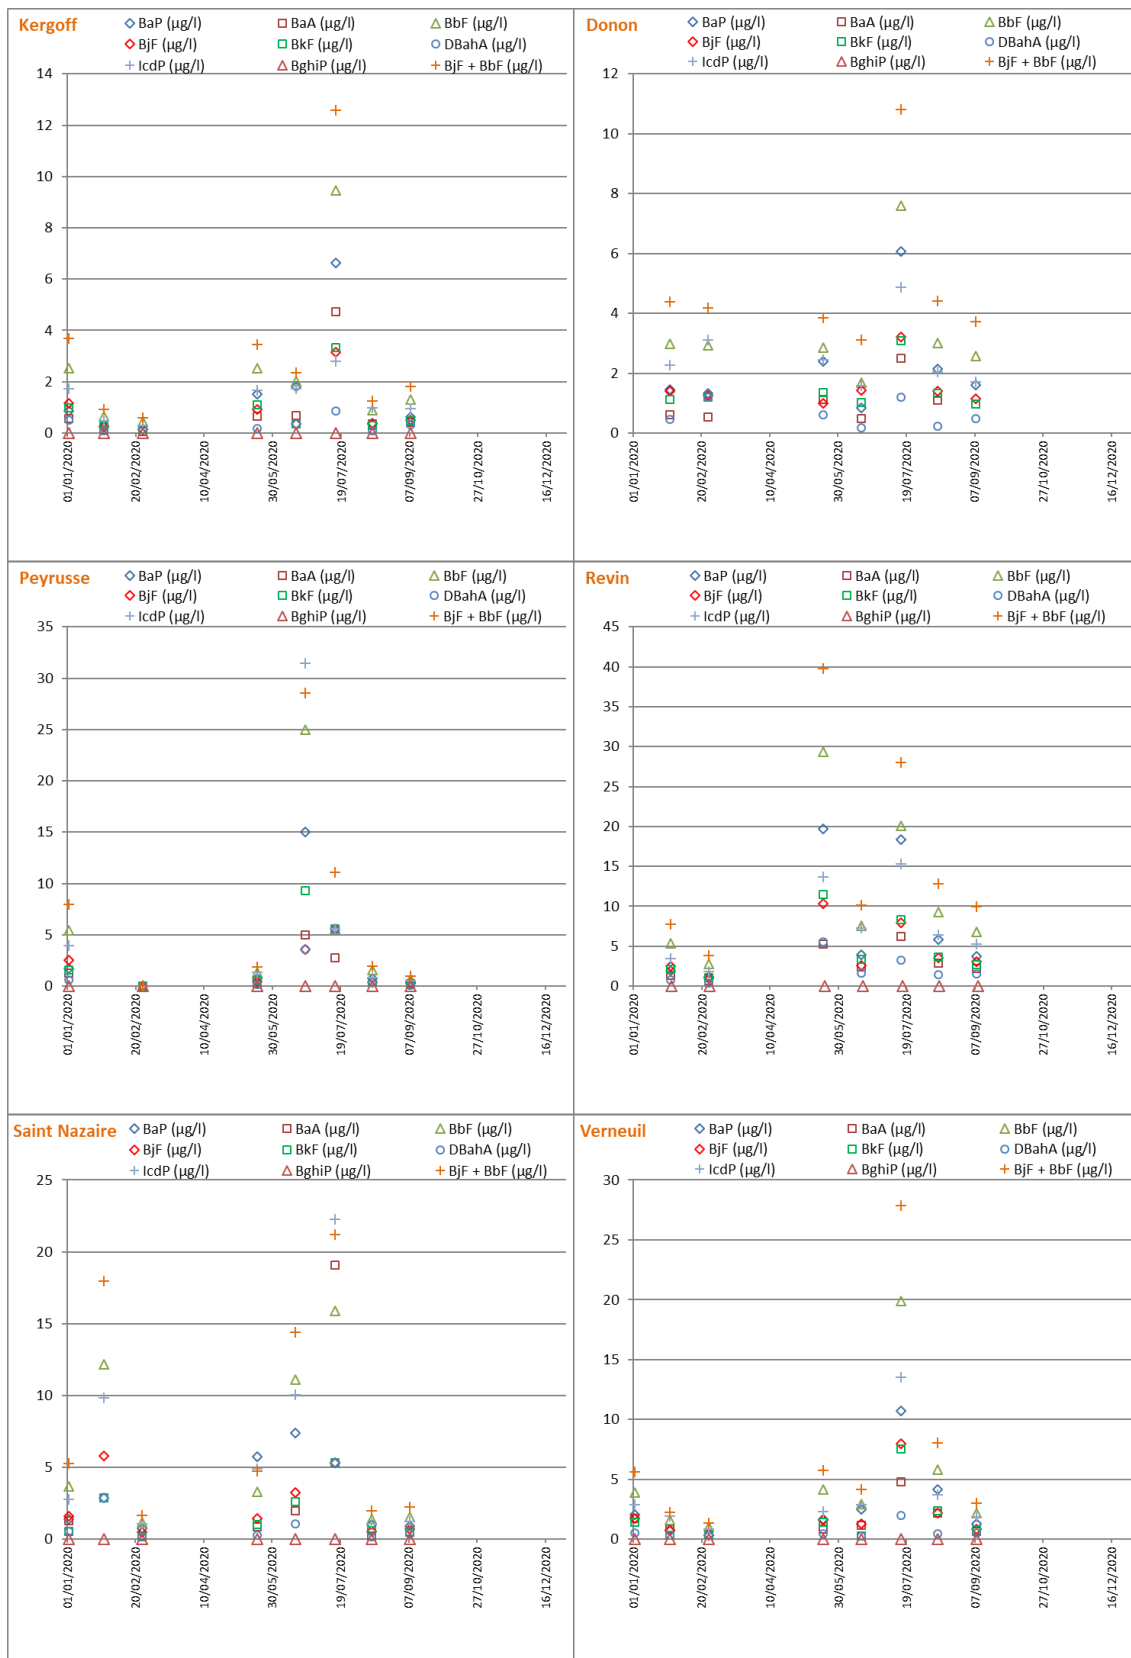 Kergoff
BaP (µg/l) BaA (µg/l) BbF (µg/l)
BjF (µg/l) BkF (µg/l) DBahA (µg/l)
IcdP (µg/l) BghiP (µg/l) BjF + BbF (µg/l)
14
12
10
8
6
4
2
0
01/01/2020 20/02/2020 10/04/2020 30/05/2020 19/07/2020 07/09/2020 27/10/2020 16/12/2020
Donon
BaP (µg/l) BaA (µg/l) BbF (µg/l)
BjF (µg/l) BkF (µg/l) DBahA (µg/l)
IcdP (µg/l) BghiP (µg/l) BjF + BbF (µg/l)
12
10
8
6
4
2
0
01/01/2020 20/02/2020 10/04/2020 30/05/2020 19/07/2020 07/09/2020 27/10/2020 16/12/2020
Peyrusse
BaP (µg/l) BaA (µg/l) BbF (µg/l)
BjF (µg/l) BkF (µg/l) DBahA (µg/l)
IcdP (µg/l) BghiP (µg/l) BjF + BbF (µg/l)
35
30
25
20
15
10
5
0
01/01/2020 20/02/2020 10/04/2020 30/05/2020 19/07/2020 07/09/2020 27/10/2020 16/12/2020
Revin
BaP (µg/l) BaA (µg/l) BbF (µg/l)
BjF (µg/l) BkF (µg/l) DBahA (µg/l)
IcdP (µg/l) BghiP (µg/l) BjF + BbF (µg/l)
45
40
35
30
25
20
15
10
5
0
01/01/2020 20/02/2020 10/04/2020 30/05/2020 19/07/2020 07/09/2020 27/10/2020 16/12/2020
Saint Nazaire
BaP (µg/l) BaA (µg/l) BbF (µg/l)
BjF (µg/l) BkF (µg/l) DBahA (µg/l)
IcdP (µg/l) BghiP (µg/l) BjF + BbF (µg/l)
25
20
15
10
5
0
01/01/2020 20/02/2020 10/04/2020 30/05/2020 19/07/2020 07/09/2020 27/10/2020 16/12/2020
Verneuil
BaP (µg/l) BaA (µg/l) BbF (µg/l)
BjF (µg/l) BkF (µg/l) DBahA (µg/l)
IcdP (µg/l) BghiP (µg/l) BjF + BbF (µg/l)
30
25
20
15
10
5
0
01/01/2020 20/02/2020 10/04/2020 30/05/2020 19/07/2020 07/09/2020 27/10/2020 16/12/2020